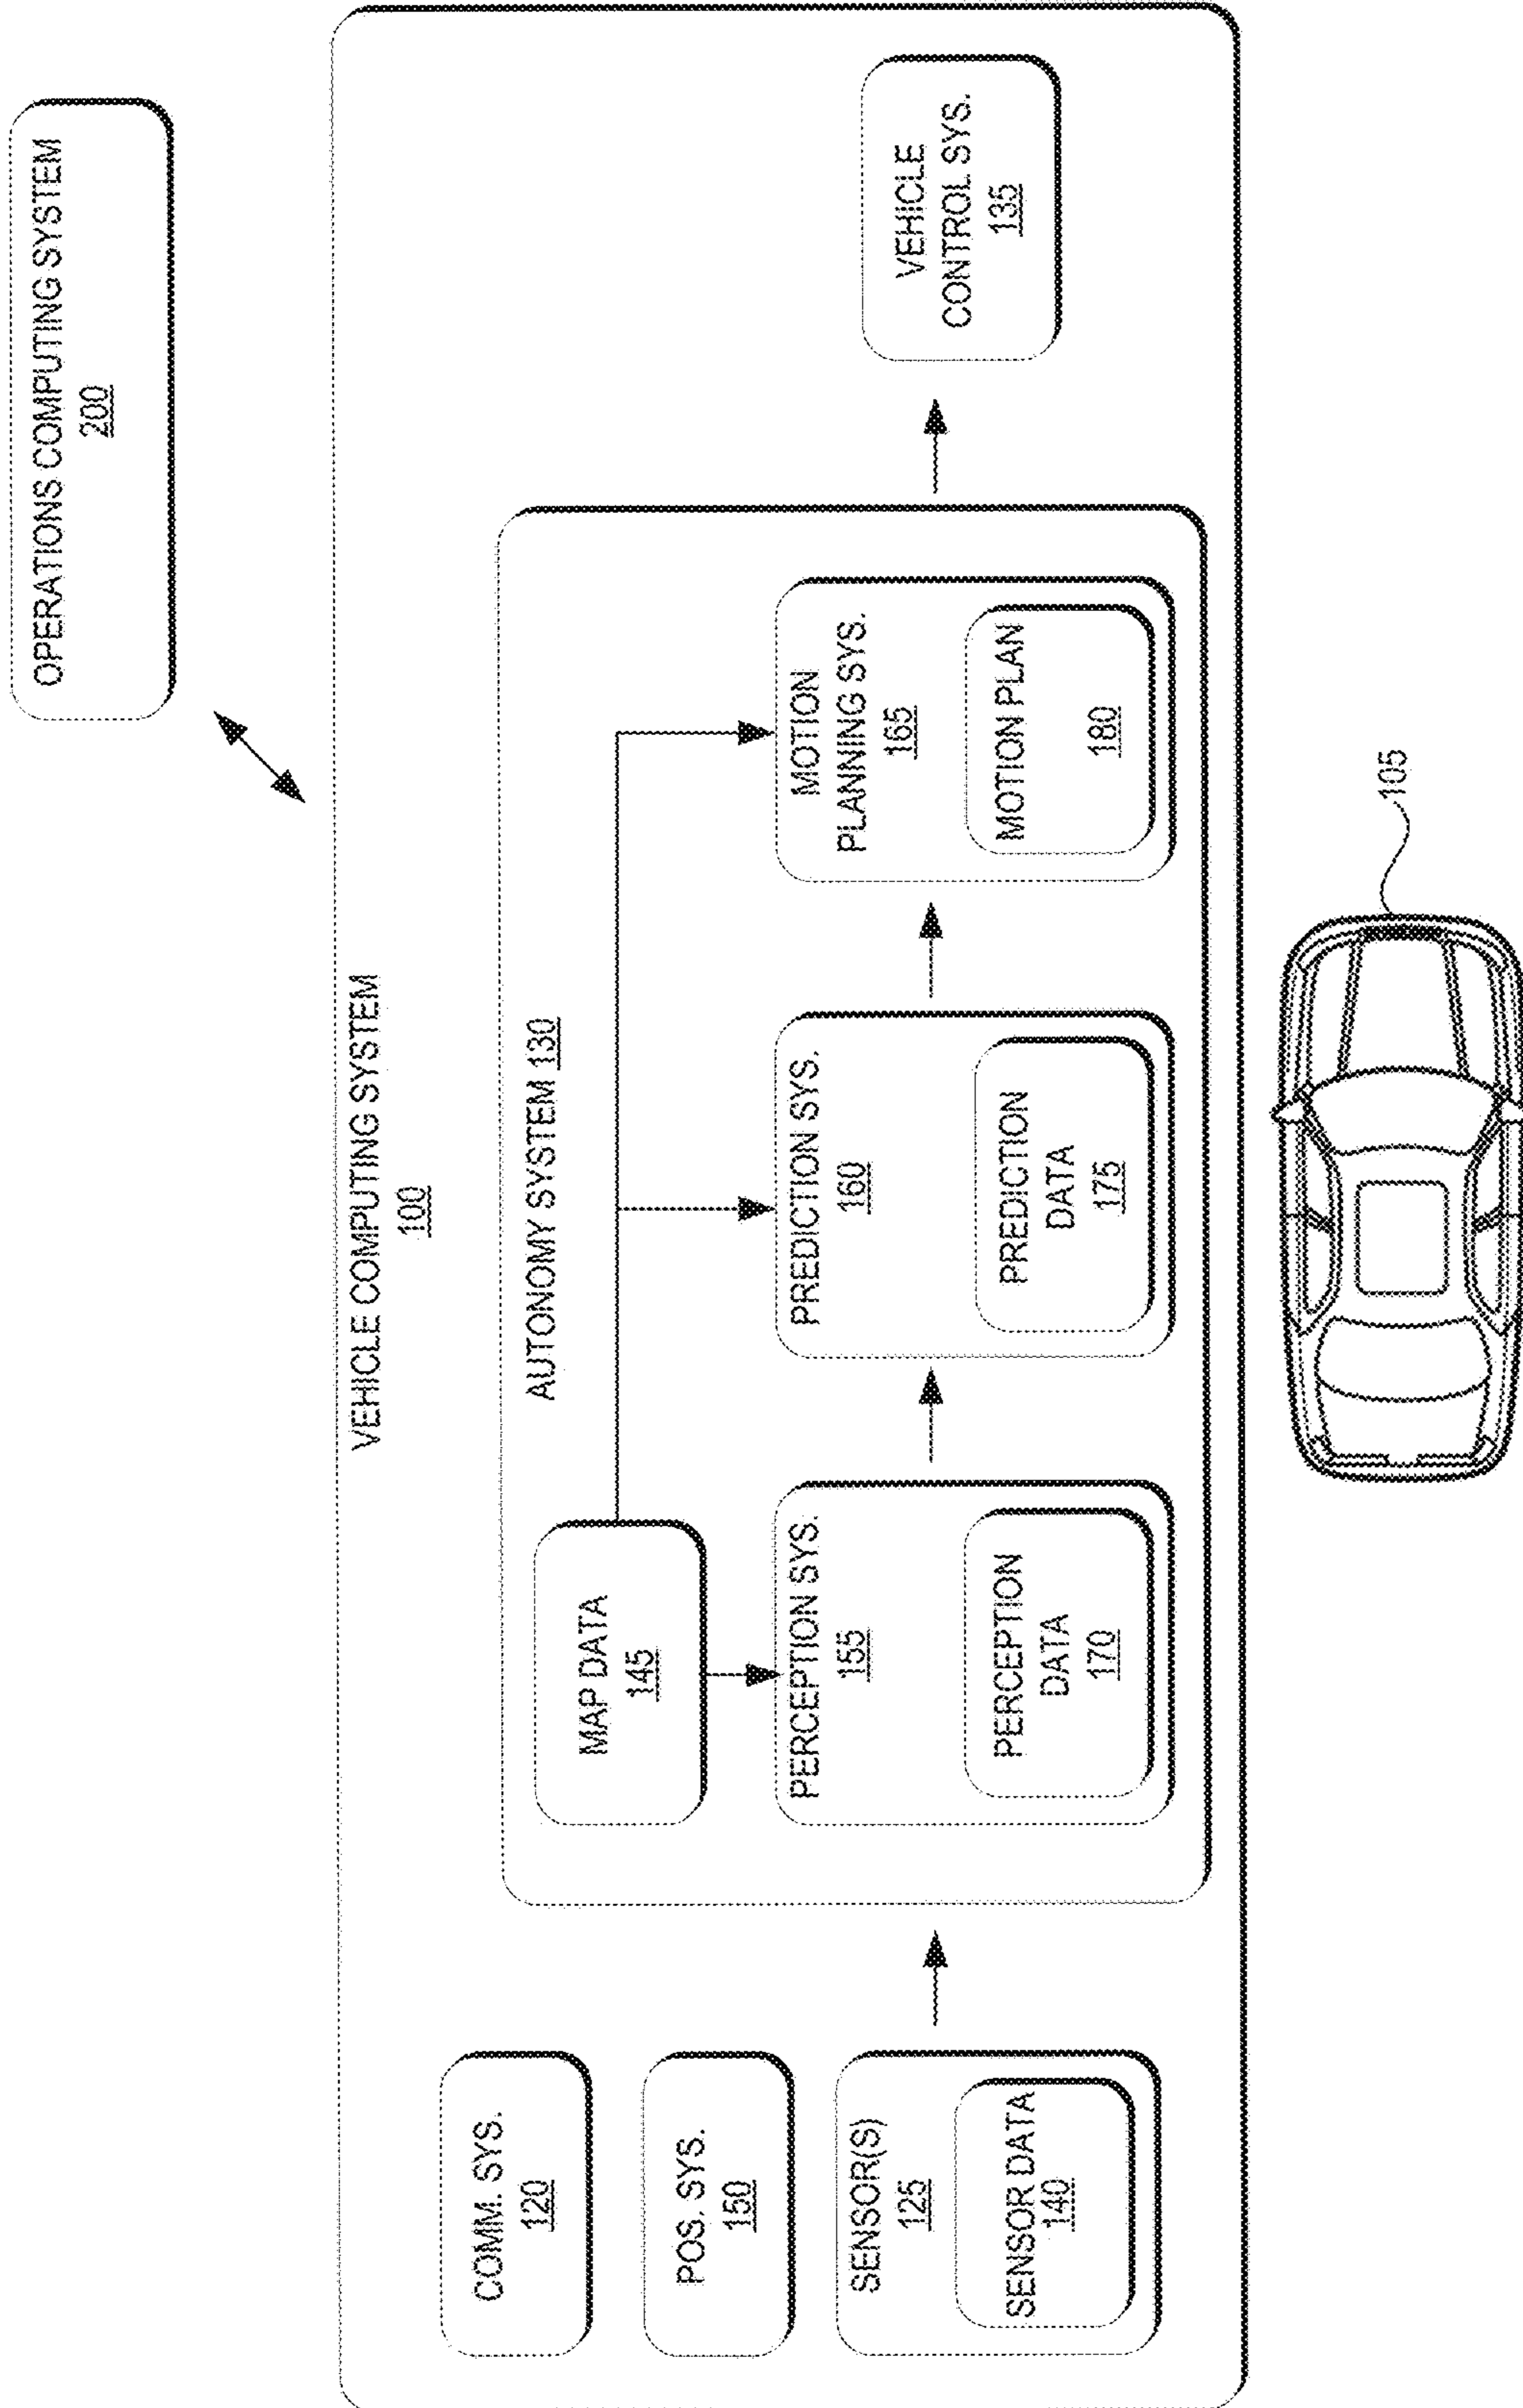 OPERATIONS COMPUTING SYSTEM
200
VEHICLE COMPUTING SYSTEM
100
COMM. SYS.
120
POS. SYS.
150
SENSOR(S)
125
SENSOR DATA
140
AUTONOMY SYSTEM 130
MAP DATA
145
PERCEPTION SYS.
155
PERCEPTION
DATA
170
PREDICTION SYS.
160
PREDICTION
DATA
175
MOTION
PLANNING SYS.
165
MOTION PLAN
180
VEHICLE
CONTROL SYS.
135
105